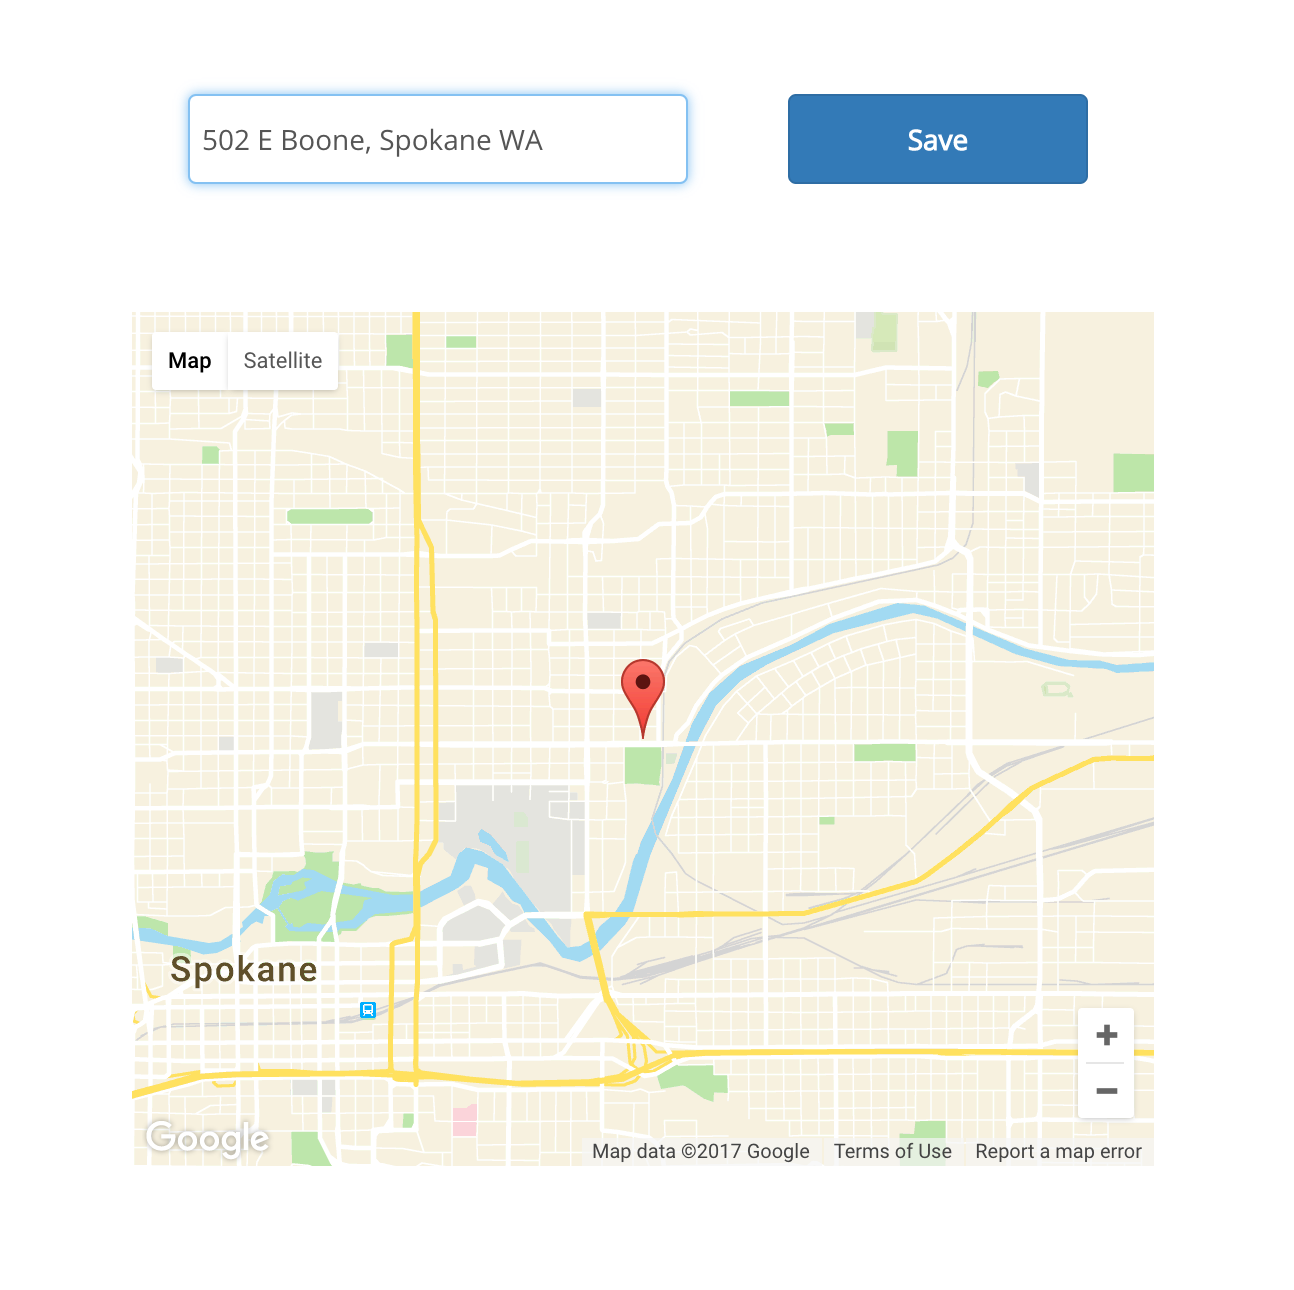 502 E Boone, Spokane WA
Save
Map Satellite
Spokane
Google
Map data ©2017 Google Terms of Use Report a map error